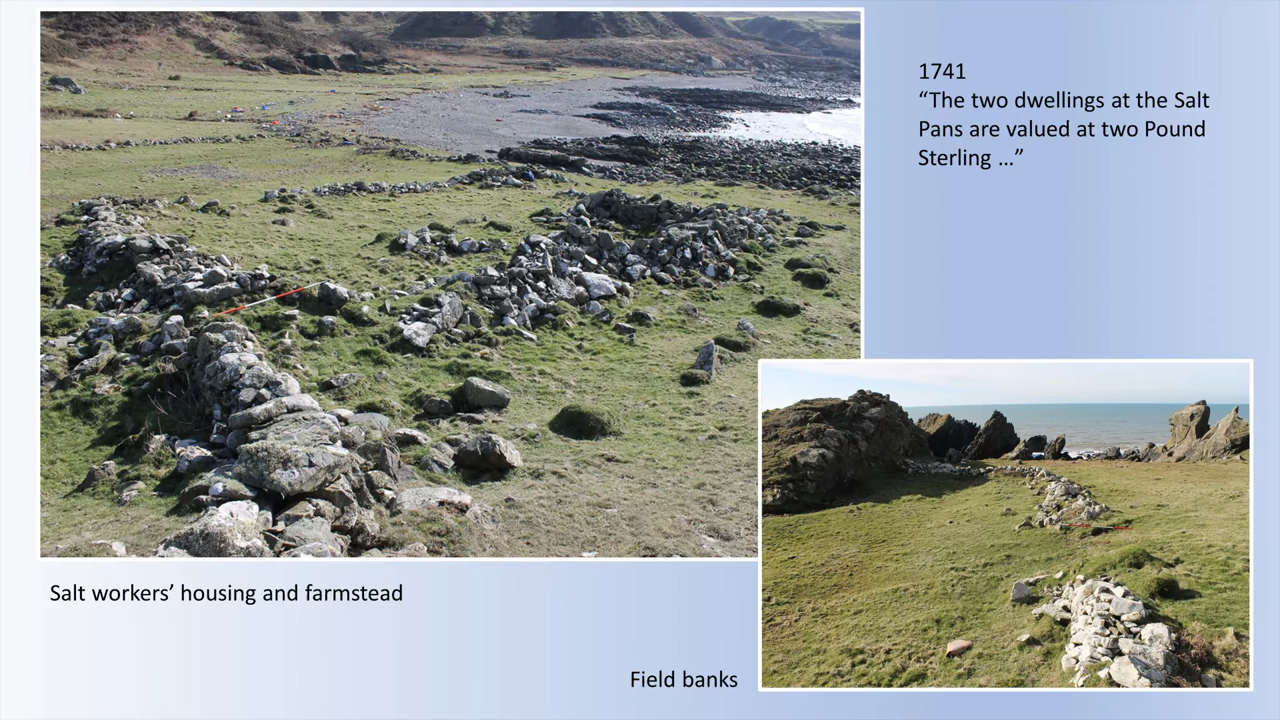 1741
“The two dwellings at the Salt
Pans are valued at two Pound
Sterling …”
Salt workers’ housing and farmstead
Field banks